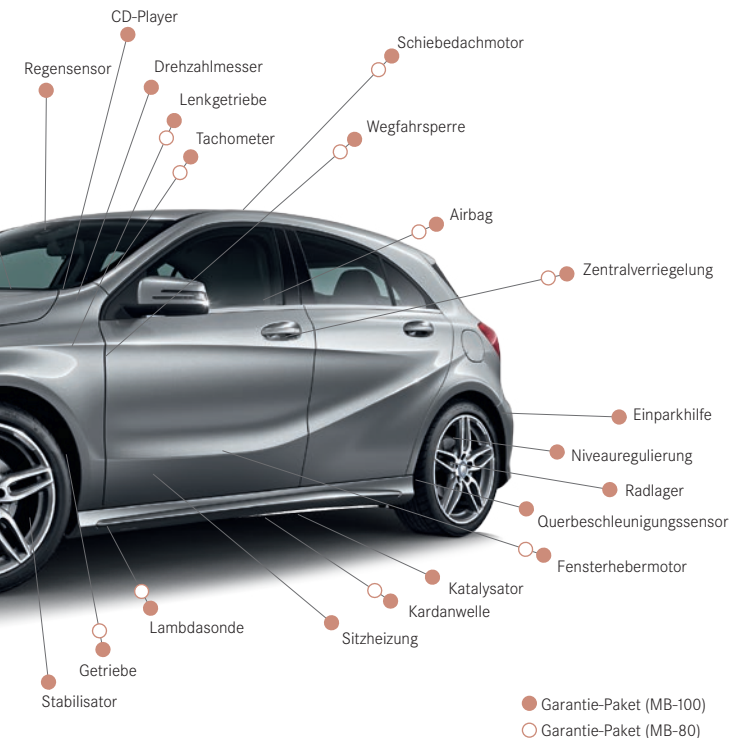 CD-Player
Schiebedachmotor
Regensensor
Drehzahlmesser
Lenkgetriebe
Wegfahrsperre
Tachometer
Airbag
Zentralverriegelung
Einparkhilfe
Niveauregulierung
Radlager
Querbeschleunigungssensor
Fensterhebermotor
Katalysator
Kardanwelle
Lambdasonde
Sitzheizung
Getriebe
Stabilisator
Garantie-Paket (MB-100)
Garantie-Paket (MB-80)